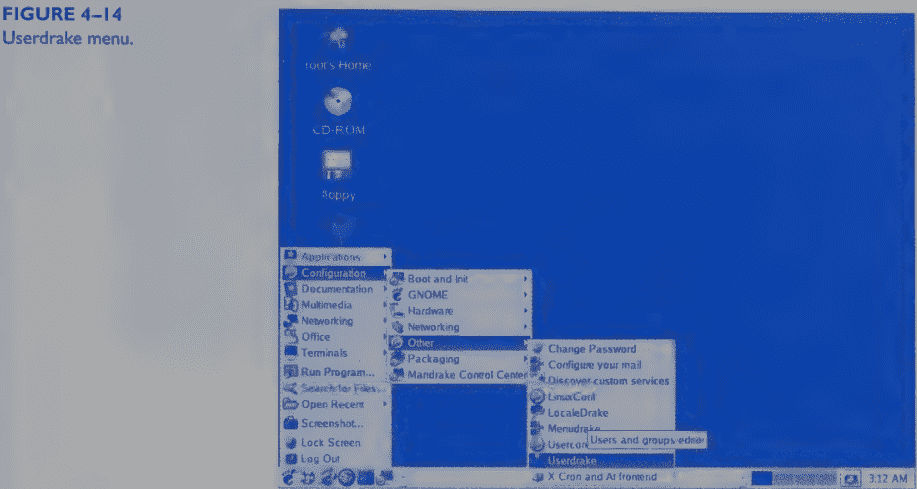 FIGURE 4–14
Userdrake menu.
root's Home
CD-ROM
floppy
Applications
Configuration
Documentation
Multimedia
Networking
Office
Terminals
Run Program...
Search for Files...
Open Recent
Screenshot...
Lock Screen
Log Out
Boot and Init
GNOME
Hardware
Networking
Other
Packaging
Mandrake Control Center
Change Password
Configure your mail
Discover custom services
LinuxConf
LocaleDrake
Menudrake
Users and groups editor
Userdrake
X Cron and At frontend
3:12 AM